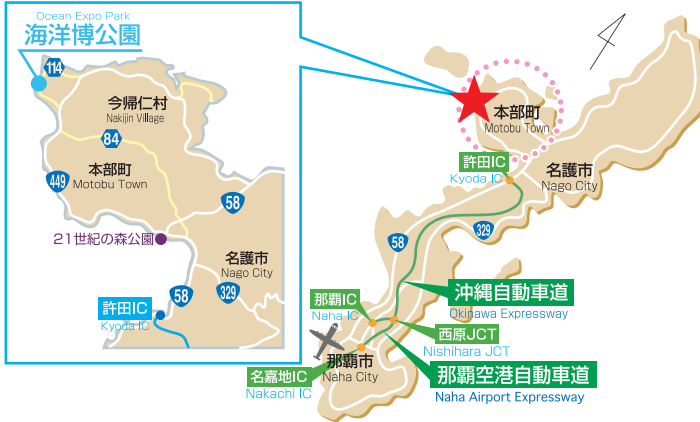 Ocean Expo Park
海洋博公園
114
今帰仁村
Nakijin Village
84
本部町
Motobu Town
449
58
21世紀の森公園
名護市
Nago City
許田IC
Kyoda IC
58
329
本部町
Motobu Town
許田IC
Kyoda IC
名護市
Nago City
58
329
沖縄自動車道
Okinawa Expressway
那覇IC
Naha IC
西原JCT
Nishihara JCT
那覇市
Naha City
名嘉地IC
Nakachi IC
那覇空港自動車道
Naha Airport Expressway